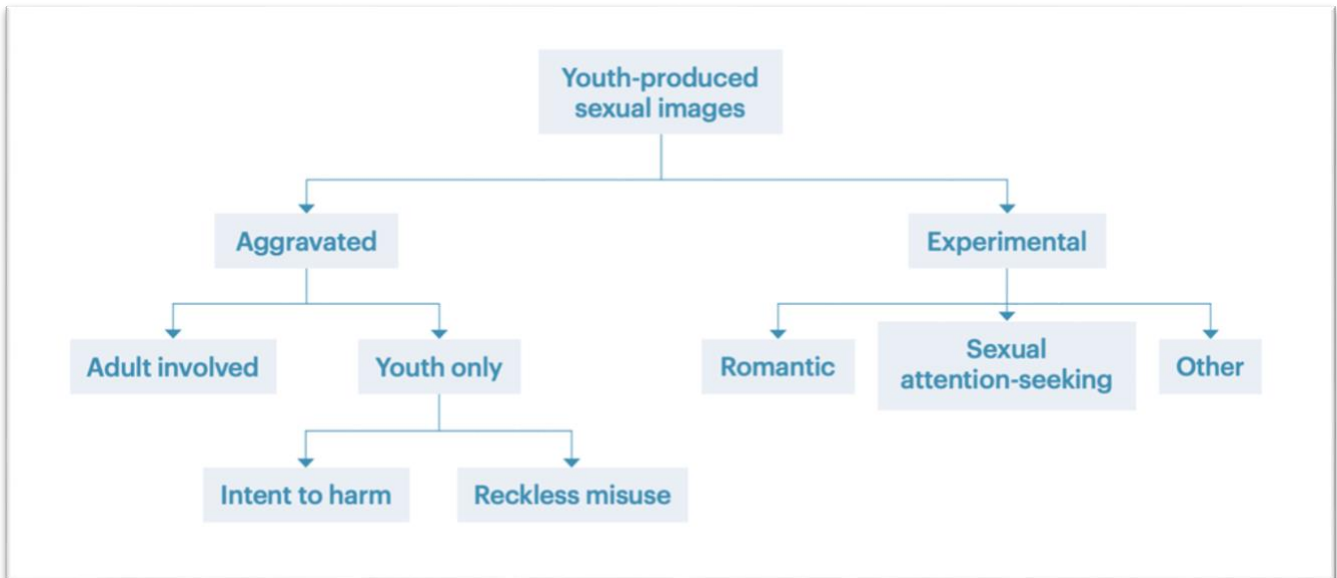 Youth-produced
sexual images
Aggravated
Experimental
Adult involved
Youth only
Romantic
Sexual
attention-seeking
Other
Intent to harm
Reckless misuse